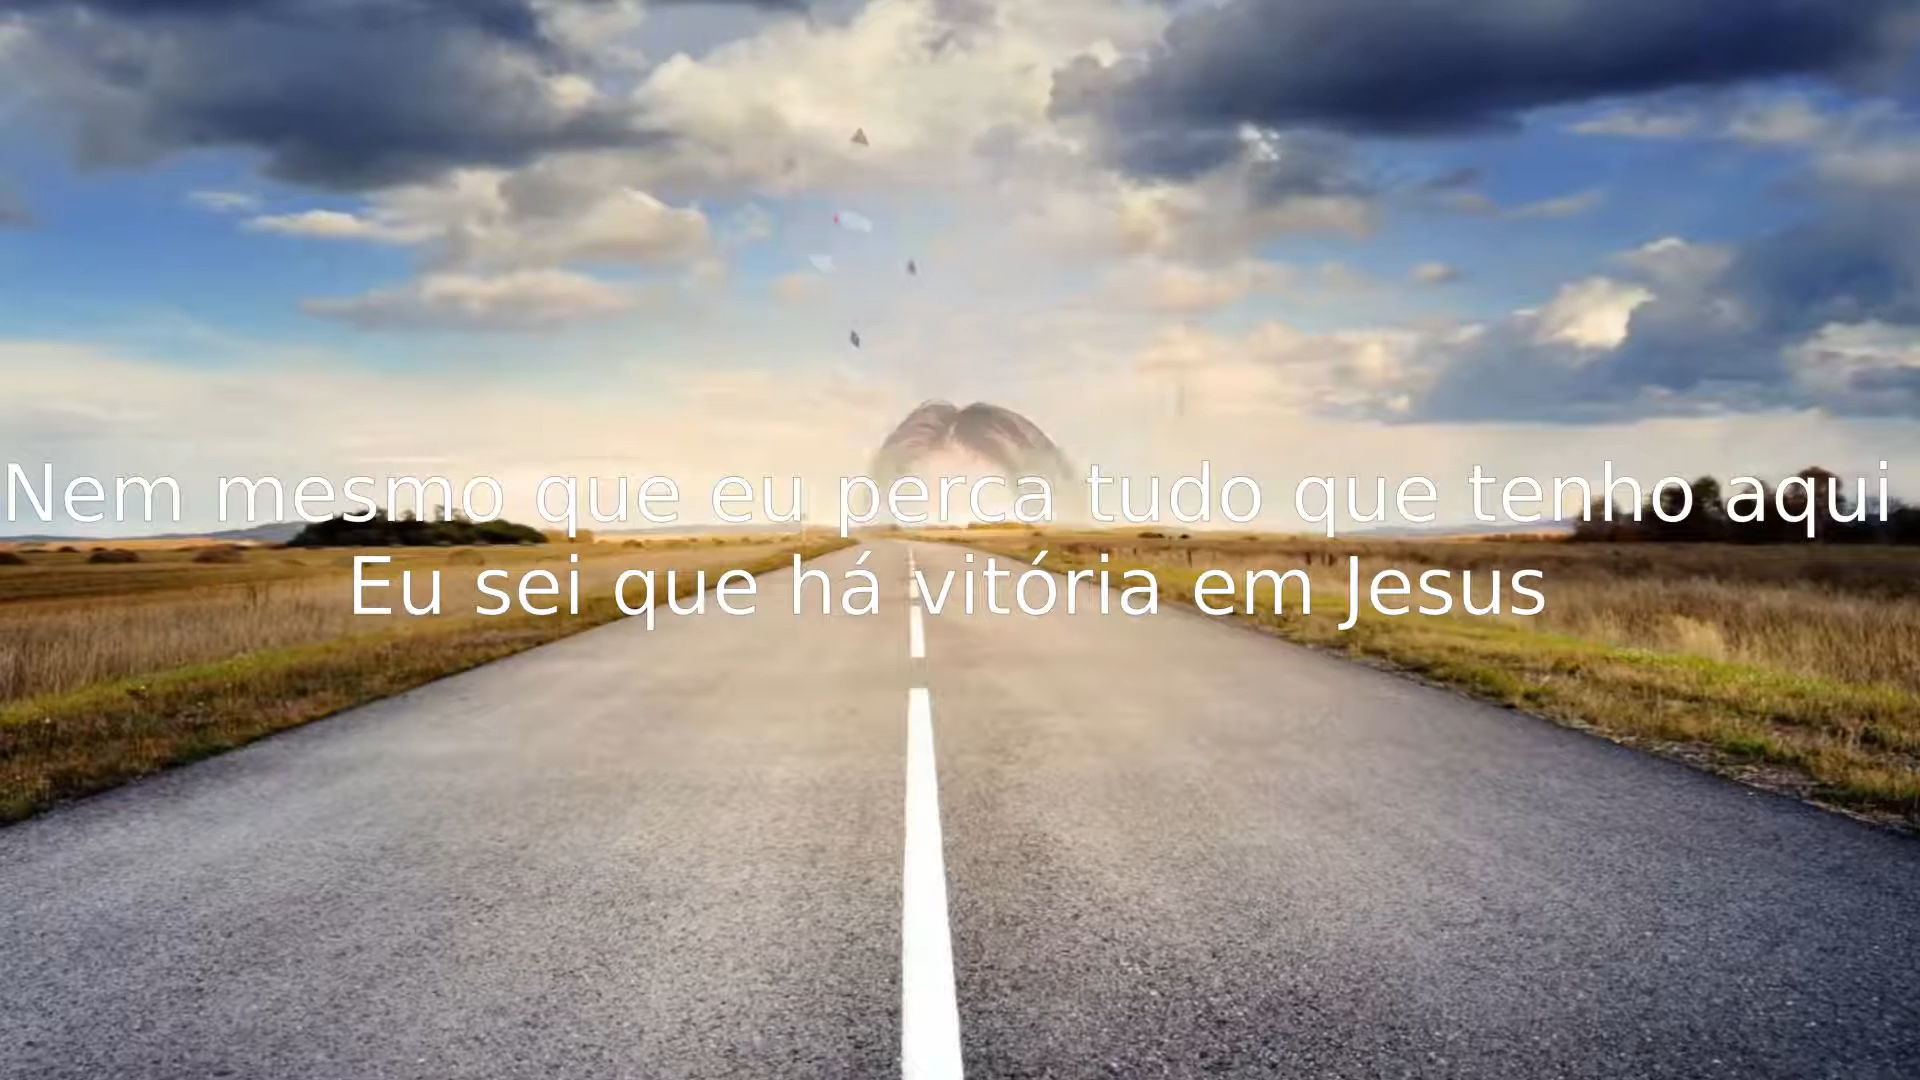 Nem mesmo que eu perca tudo que tenho aqui
Eu sei que há vitória em Jesus